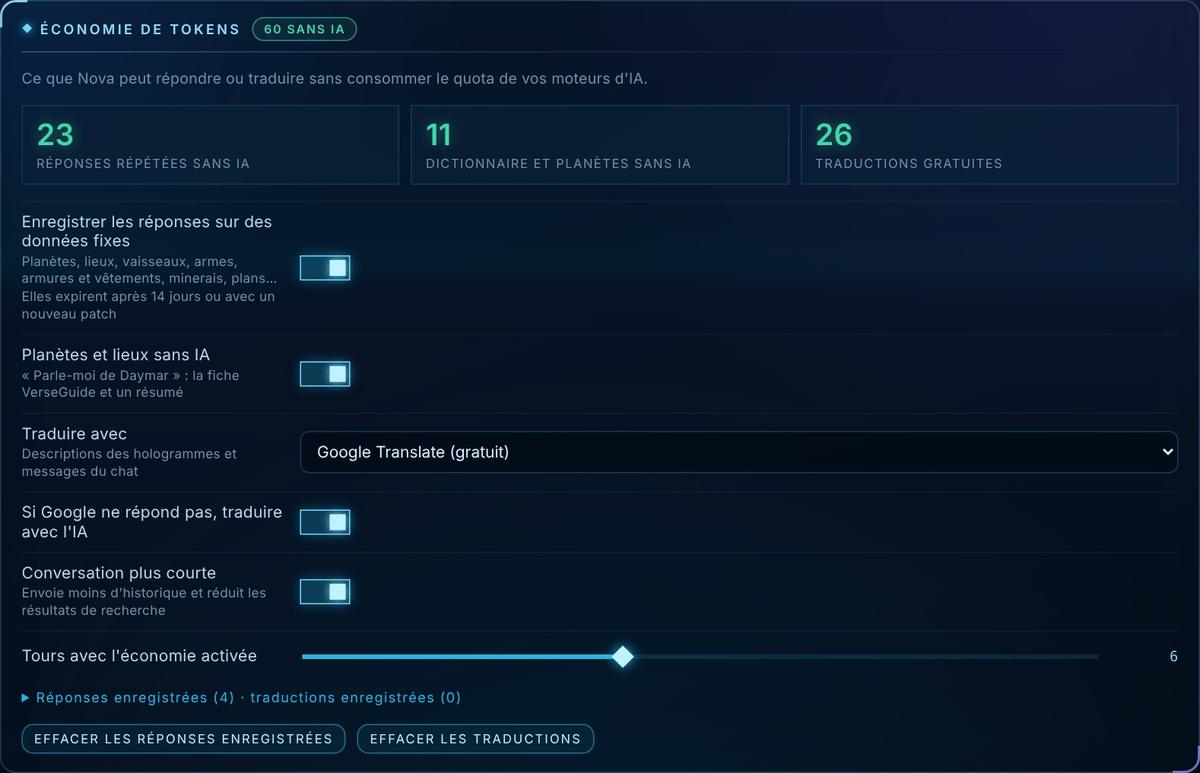 ÉCONOMIE DE TOKENS
60 SANS IA
Ce que Nova peut répondre ou traduire sans consommer le quota de vos moteurs d'IA.
23
RÉPONSES RÉPÉTÉES SANS IA
11
DICTIONNAIRE ET PLANÈTES SANS IA
26
TRADUCTIONS GRATUITES
Enregistrer les réponses sur des
données fixes
Planètes, lieux, vaisseaux, armes,
armures et vêtements, minerais, plans...
Elles expirent après 14 jours ou avec un
nouveau patch
Planètes et lieux sans IA
« Parle-moi de Daymar » : la fiche
VerseGuide et un résumé
Traduire avec
Descriptions des hologrammes et
messages du chat
Google Translate (gratuit)
Si Google ne répond pas, traduire
avec l'IA
Conversation plus courte
Envoie moins d'historique et réduit les
résultats de recherche
Tours avec l'économie activée
6
Réponses enregistrées (4) · traductions enregistrées (0)
EFFACER LES RÉPONSES ENREGISTRÉES
EFFACER LES TRADUCTIONS